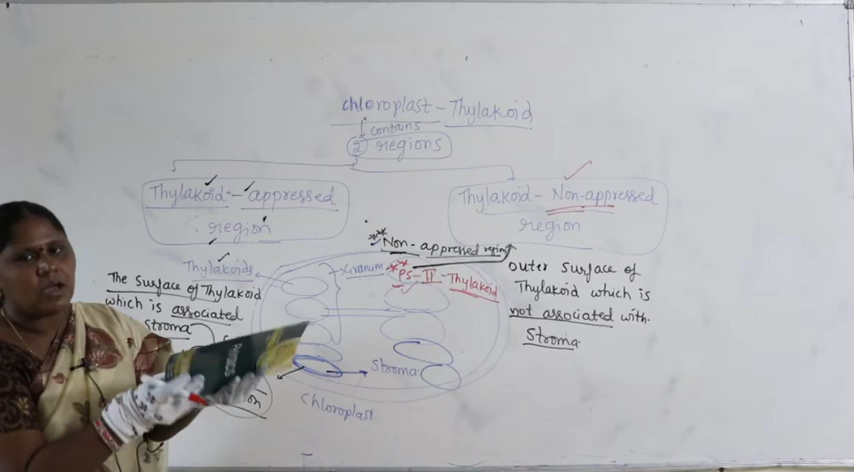 chloroplast - Thylakoid
contains
2 regions
Thylakoid - appressed
region
Thylakoid - Non-appressed
region
** Non - appressed region
Thylakoids
Granum
** PS - II - Thylakoid
The surface of Thylakoid
which is associated
stroma
outer surface of
Thylakoid which is
not associated with
Stroma
Stroma
chloroplast